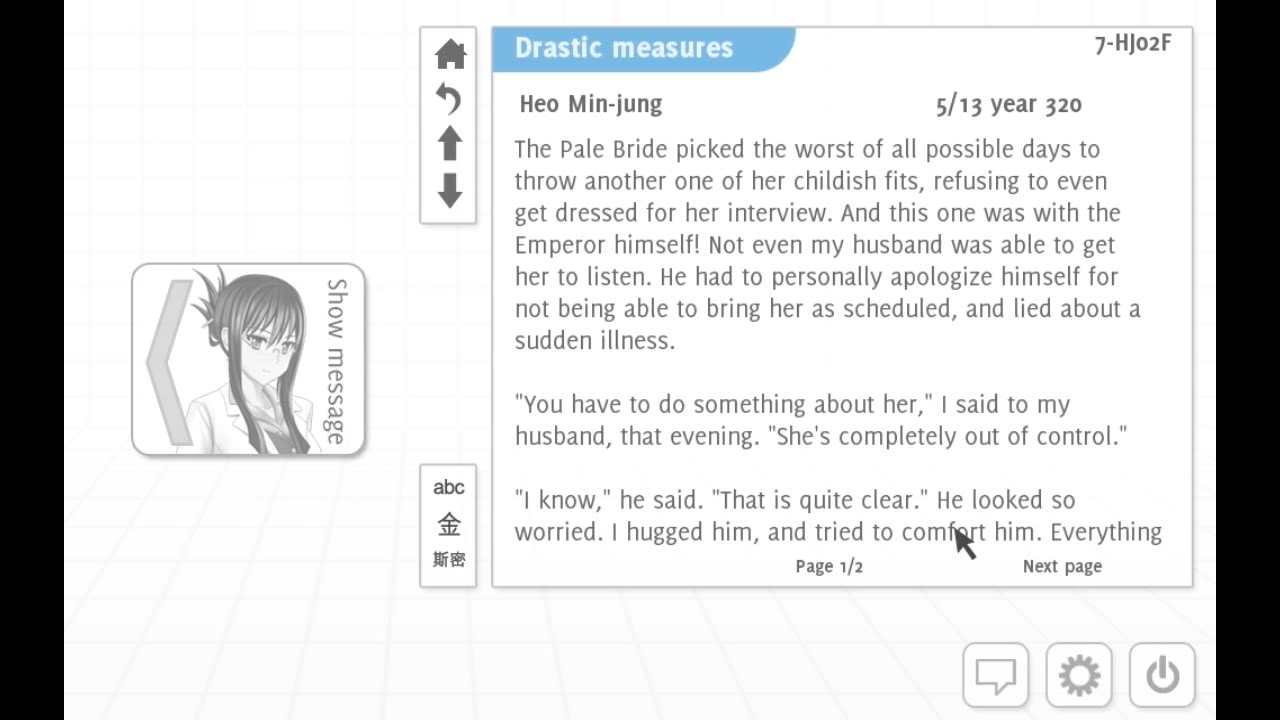 Drastic measures
7-HJ02F
Heo Min-jung
5/13 year 320
The Pale Bride picked the worst of all possible days to
throw another one of her childish fits, refusing to even
get dressed for her interview. And this one was with the
Emperor himself! Not even my husband was able to get
her to listen. He had to personally apologize himself for
not being able to bring her as scheduled, and lied about a
sudden illness.
"You have to do something about her," I said to my
husband, that evening. "She's completely out of control."
"I know," he said. "That is quite clear." He looked so
worried. I hugged him, and tried to comfort him. Everything
Page 1/2
Next page
Show message
abc
金
斯密